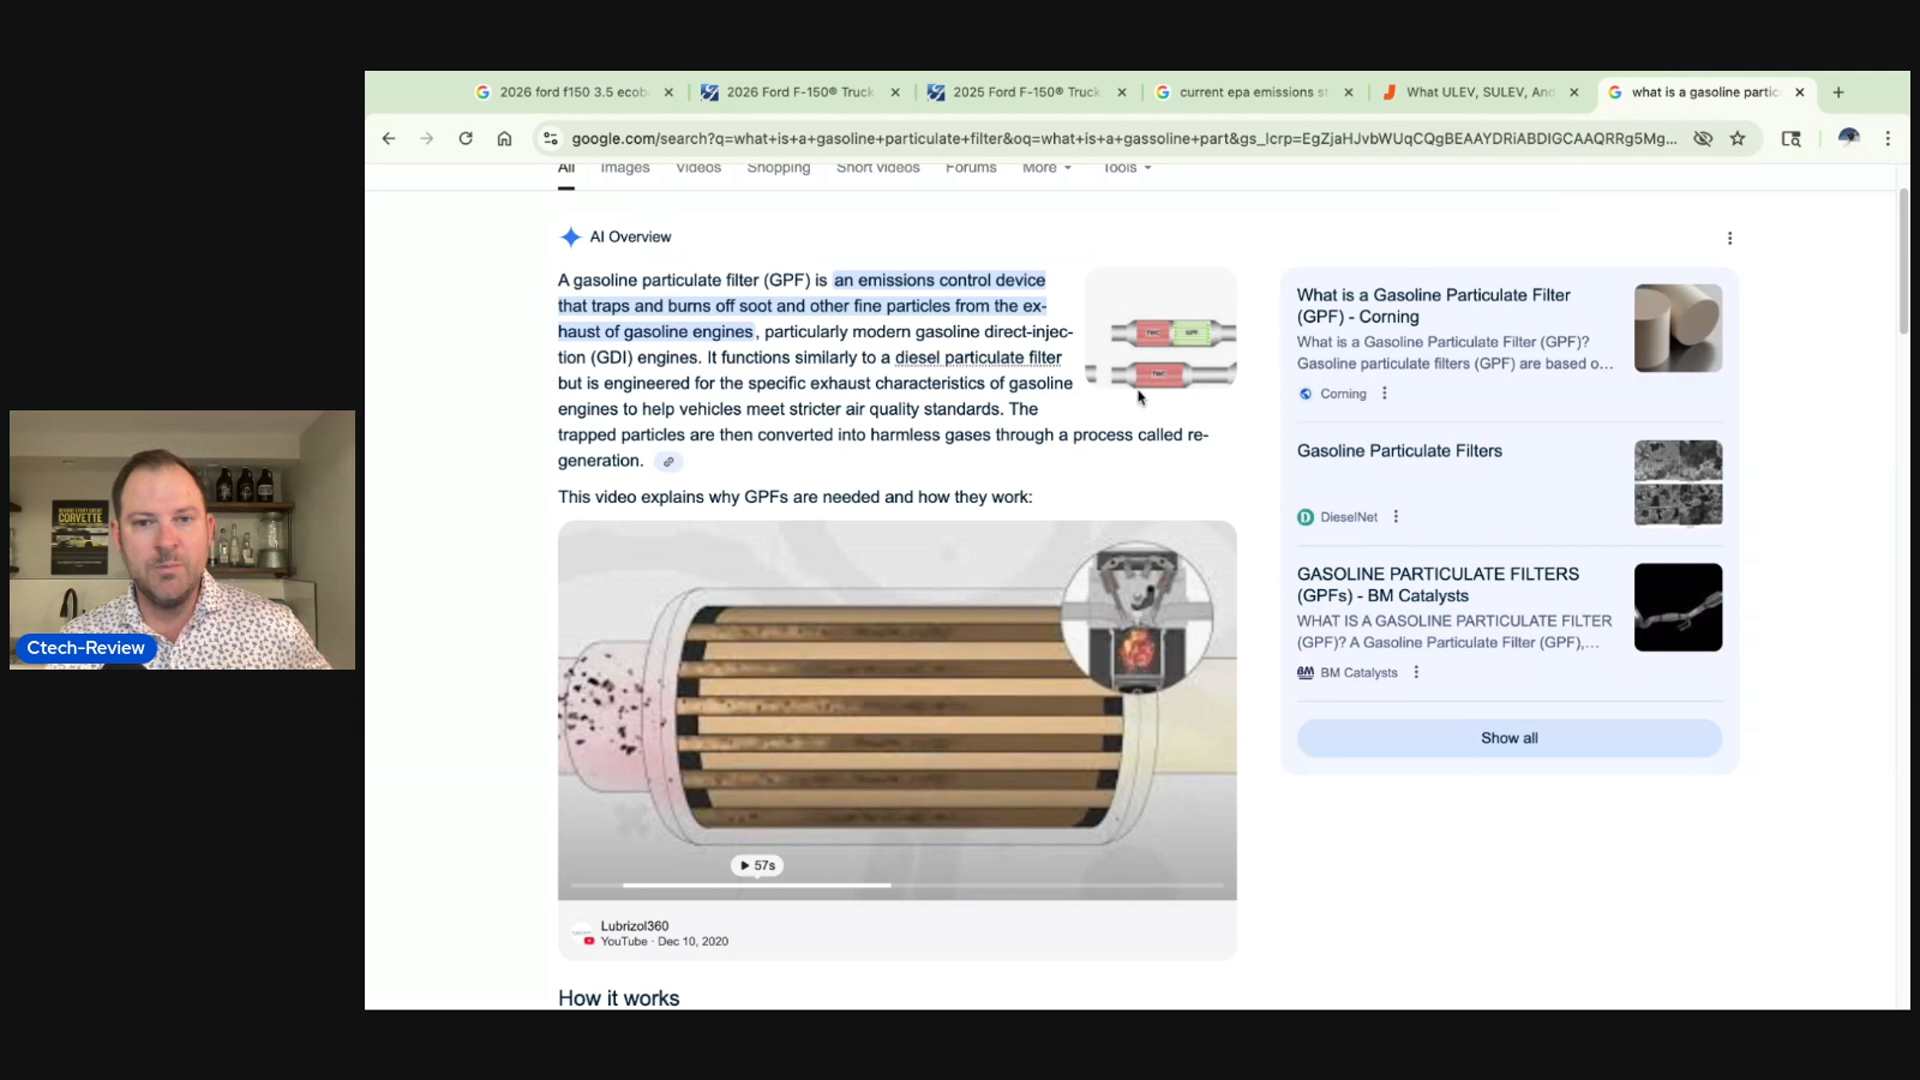 2026 ford f150 3.5 ecob
2026 Ford F-150® Truck
2025 Ford F-150® Truck
current epa emissions st
What ULEV, SULEV, And
what is a gasoline partic
google.com/search?q=what+is+a+gasoline+particulate+filter&oq=what+is+a+gassoline+part&gs_lcrp=EgZjaHJvbWUqCQgBEAAYDRiABDIGCAAQRRg5Mg...
All
Images
Videos
Shopping
Short videos
Forums
More
Tools
AI Overview
A gasoline particulate filter (GPF) is an emissions control device
that traps and burns off soot and other fine particles from the ex-
haust of gasoline engines, particularly modern gasoline direct-injec-
tion (GDI) engines. It functions similarly to a diesel particulate filter
but is engineered for the specific exhaust characteristics of gasoline
engines to help vehicles meet stricter air quality standards. The
trapped particles are then converted into harmless gases through a process called re-
generation.
TWC
GPF
TWC
This video explains why GPFs are needed and how they work:
57s
Lubrizol360
YouTube · Dec 10, 2020
How it works
What is a Gasoline Particulate Filter
(GPF) - Corning
What is a Gasoline Particulate Filter (GPF)?
Gasoline particulate filters (GPF) are based o...
Corning
Gasoline Particulate Filters
D
DieselNet
GASOLINE PARTICULATE FILTERS
(GPFs) - BM Catalysts
WHAT IS A GASOLINE PARTICULATE FILTER
(GPF)? A Gasoline Particulate Filter (GPF),...
BM
BM Catalysts
Show all
CORVETTE
Ctech-Review